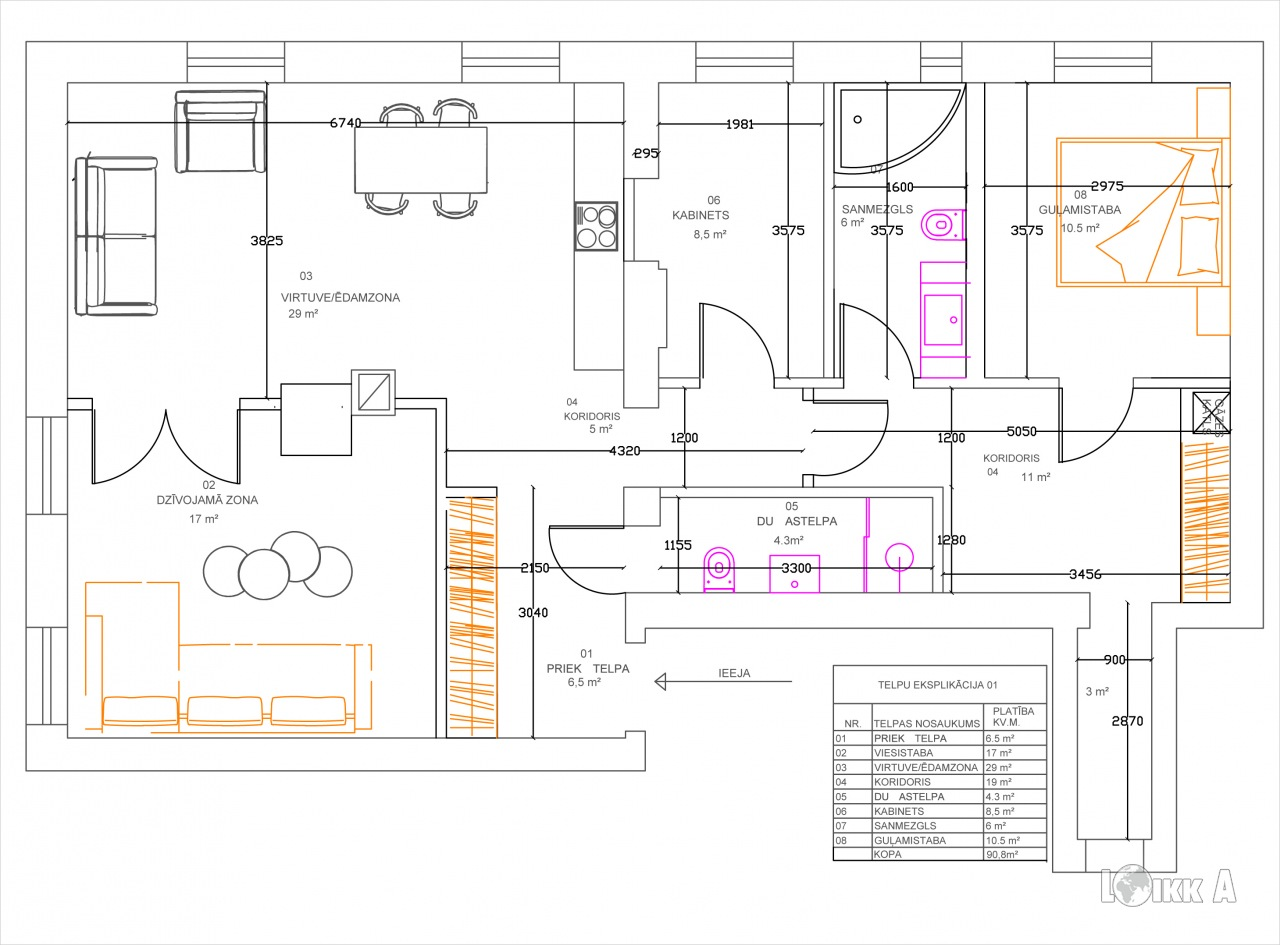 6740
295
1981
07
1600
2975
08
GUĻAMISTABA
10.5 m²
06
KABINETS
8,5 m²
SANMEZGLS
6 m²
3825
3575
3575
3575
03
VIRTUVE/ĒDAMZONA
29 m²
04
KORIDORIS
5 m²
GĀZES
KATLS
4320
1200
1200
5050
KORIDORIS
04
11 m²
02
DZĪVOJAMĀ ZONA
17 m²
05
DU ASTELPA
4.3m²
1155
1280
2150
3300
3456
3040
01
PRIEK TELPA
6,5 m²
IEEJA
900
3 m²
2870
TELPU EKSPLIKĀCIJA 01
NR. TELPAS NOSAUKUMS PLATĪBA KV.M.
01 PRIEK TELPA 6.5 m²
02 VIESISTABA 17 m²
03 VIRTUVE/ĒDAMZONA 29 m²
04 KORIDORIS 19 m²
05 DU ASTELPA 4.3 m²
06 KABINETS 8,5 m²
07 SANMEZGLS 6 m²
08 GUĻAMISTABA 10.5 m²
KOPA 90,8m²
LOIKK A